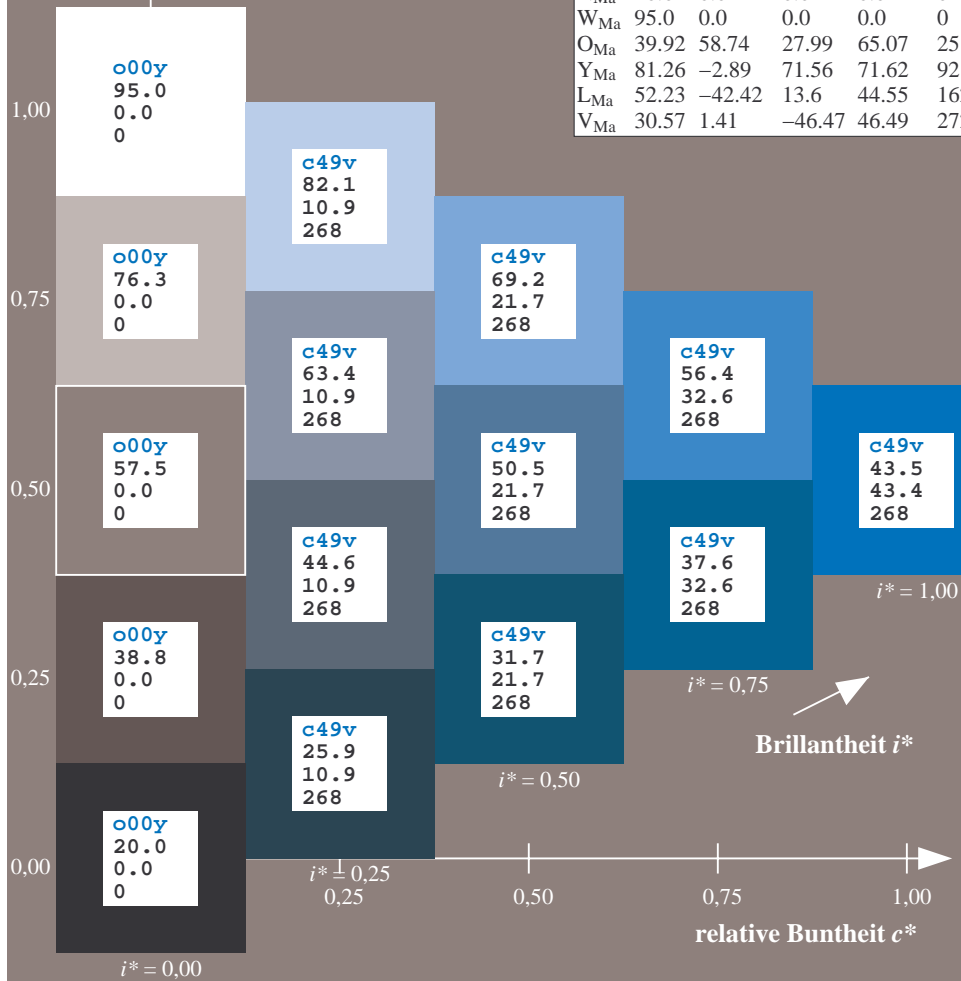 W_Ma 95.0 0.0 0.0 0.0 0
O_Ma 39.92 58.74 27.99 65.07 25
Y_Ma 81.26 −2.89 71.56 71.62 92
L_Ma 52.23 −42.42 13.6 44.55
V_Ma 30.57 1.41 −46.47 46.49
o00y
95.0
0.0
0
1,00
c49v
82.1
10.9
268
o00y
76.3
0.0
0
c49v
69.2
21.7
268
0,75
c49v
63.4
10.9
268
c49v
56.4
32.6
268
o00y
57.5
0.0
0
c49v
50.5
21.7
268
c49v
43.5
43.4
268
0,50
c49v
44.6
10.9
268
c49v
37.6
32.6
268
i* = 1,00
o00y
38.8
0.0
0
c49v
31.7
21.7
268
0,25
i* = 0,75
c49v
25.9
10.9
268
Brillantheit i*
i* = 0,50
o00y
20.0
0.0
0
0,00
i* = 0,25
0,25 0,50 0,75 1,00
relative Buntheit c*
i* = 0,00